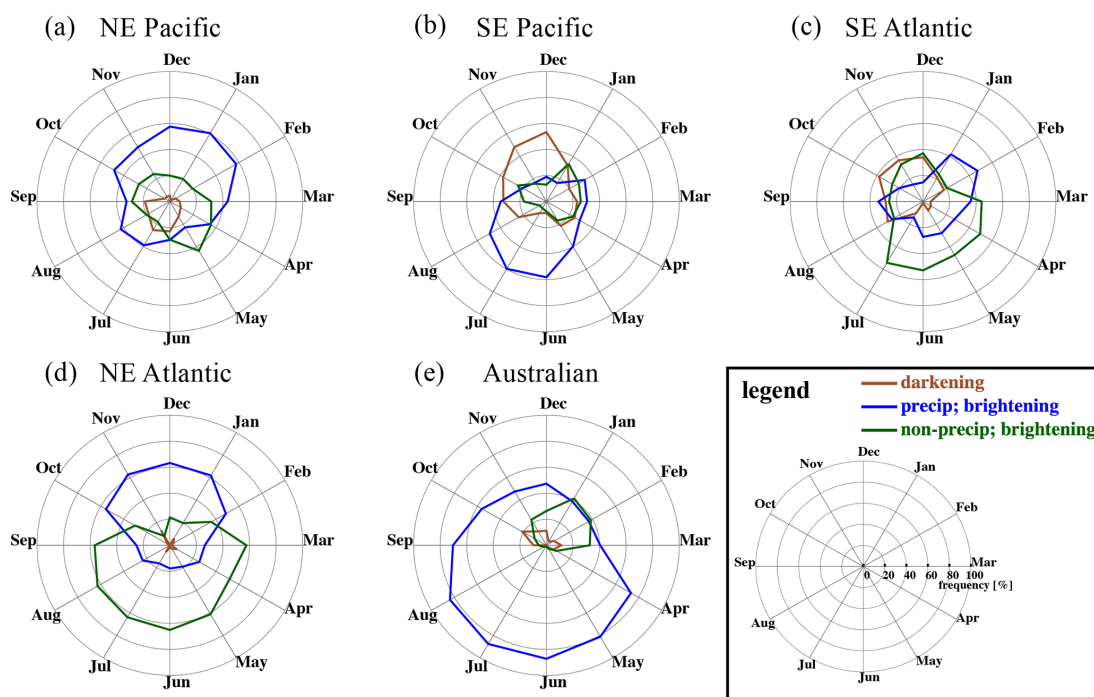 (a) NE Pacific
Dec
Nov Jan
Oct Feb
Sep Mar
Aug Apr
Jul May
Jun
(b) SE Pacific
Dec
Nov Jan
Oct Feb
Sep Mar
Aug Apr
Jul May
Jun
(c) SE Atlantic
Dec
Nov Jan
Oct Feb
Sep Mar
Aug Apr
Jul May
Jun
(d) NE Atlantic
Dec
Nov Jan
Oct Feb
Sep Mar
Aug Apr
Jul May
Jun
(e) Australian
Dec
Nov Jan
Oct Feb
Sep Mar
Aug Apr
Jul May
Jun
legend
darkening
precip; brightening
non-precip; brightening
Dec
Nov Jan
Oct Feb
Sep Mar
0 20 40 60 80 100
frequency [%]
Aug Apr
Jul May
Jun